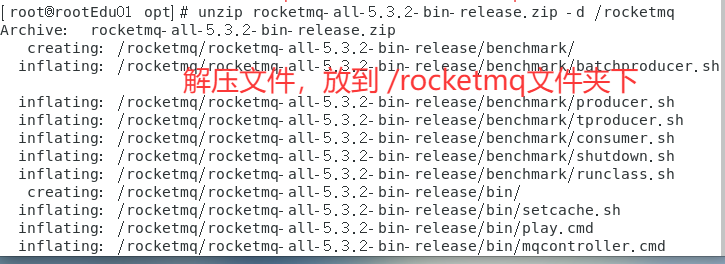 [root@rootEdu01 opt]# unzip rocketmq-all-5.3.2-bin-release.zip -d /rocketmq
Archive:  rocketmq-all-5.3.2-bin-release.zip
   creating: /rocketmq/rocketmq-all-5.3.2-bin-release/benchmark/
  inflating: /rocketmq/rocketmq-all-5.3.2-bin-release/benchmark/batchproducer.sh
解压文件，放到 /rocketmq文件夹下
  inflating: /rocketmq/rocketmq-all-5.3.2-bin-release/benchmark/producer.sh
  inflating: /rocketmq/rocketmq-all-5.3.2-bin-release/benchmark/tproducer.sh
  inflating: /rocketmq/rocketmq-all-5.3.2-bin-release/benchmark/consumer.sh
  inflating: /rocketmq/rocketmq-all-5.3.2-bin-release/benchmark/shutdown.sh
  inflating: /rocketmq/rocketmq-all-5.3.2-bin-release/benchmark/runclass.sh
   creating: /rocketmq/rocketmq-all-5.3.2-bin-release/bin/
  inflating: /rocketmq/rocketmq-all-5.3.2-bin-release/bin/setcache.sh
  inflating: /rocketmq/rocketmq-all-5.3.2-bin-release/bin/play.cmd
  inflating: /rocketmq/rocketmq-all-5.3.2-bin-release/bin/mqcontroller.cmd